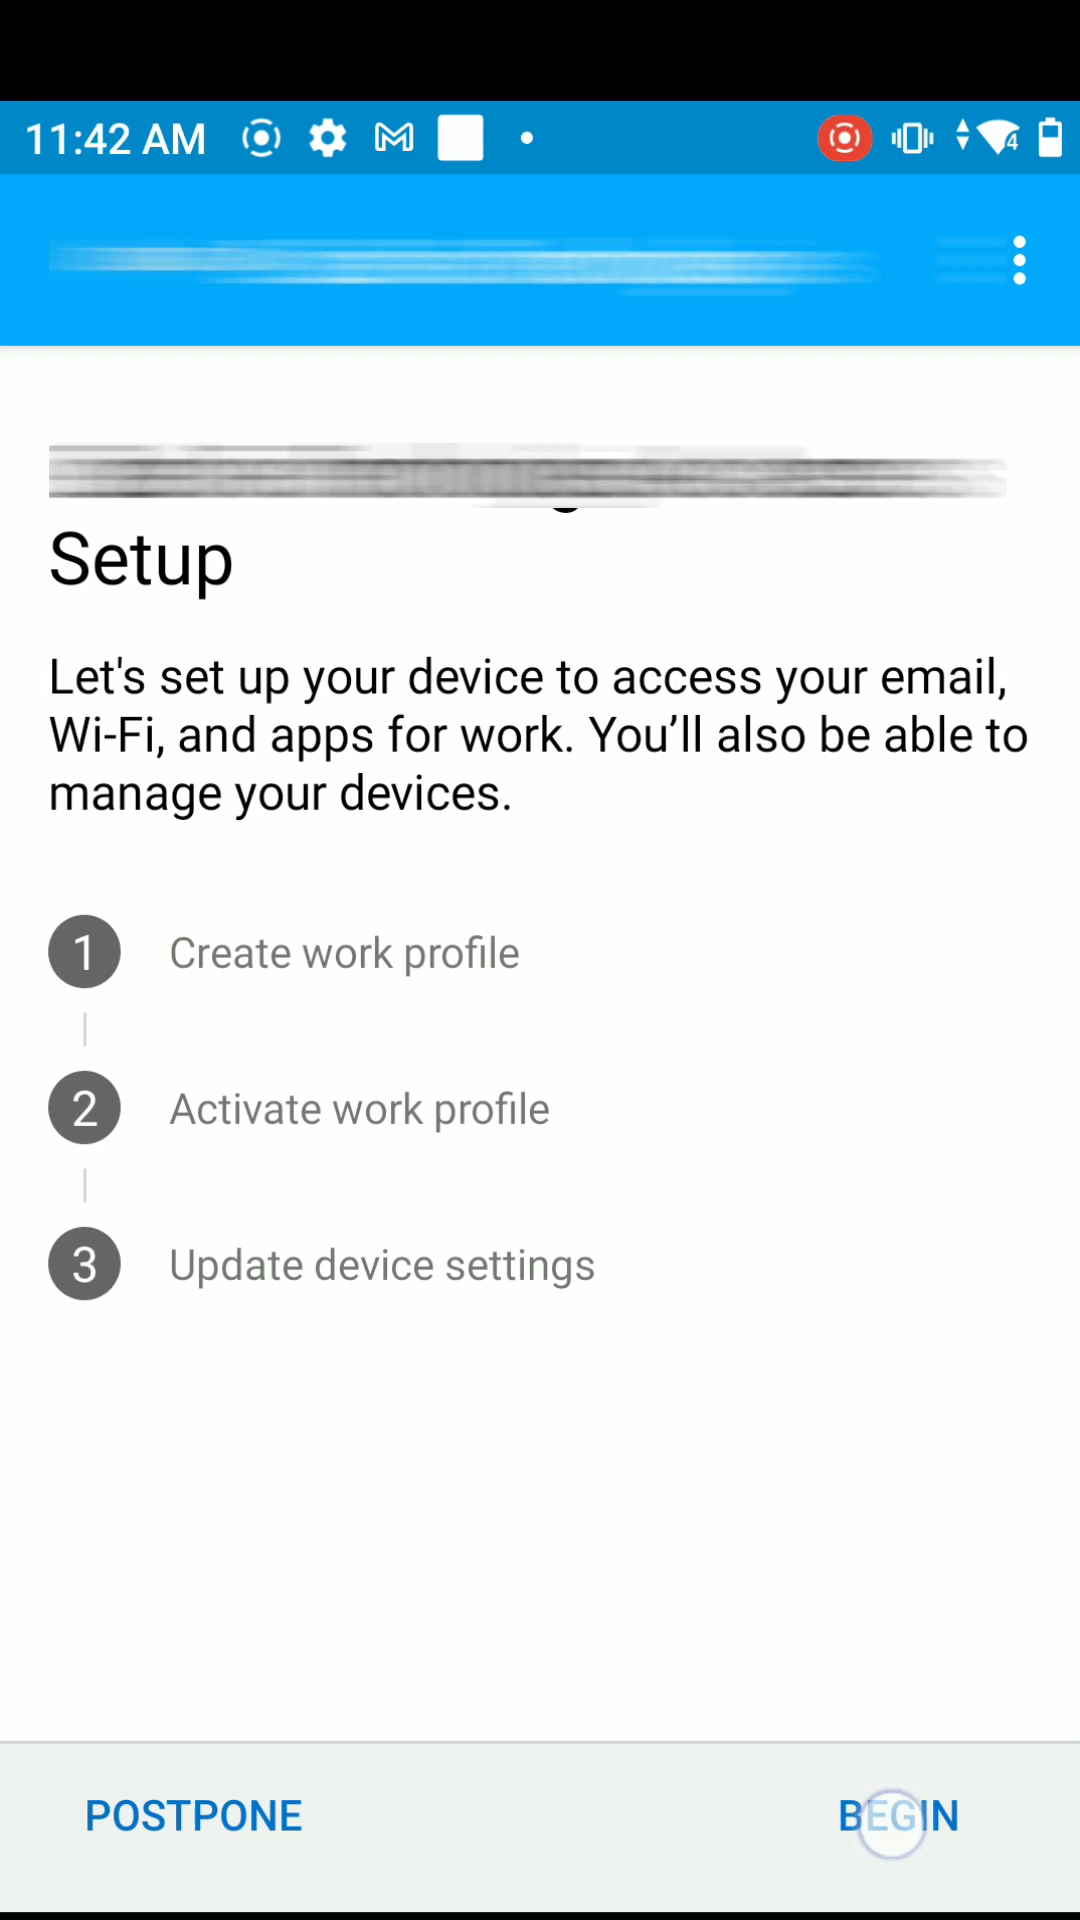 11:42 AM
4
Setup
Let's set up your device to access your email,
Wi-Fi, and apps for work. You’ll also be able to
manage your devices.
1 Create work profile
2 Activate work profile
3 Update device settings
POSTPONE BEGIN